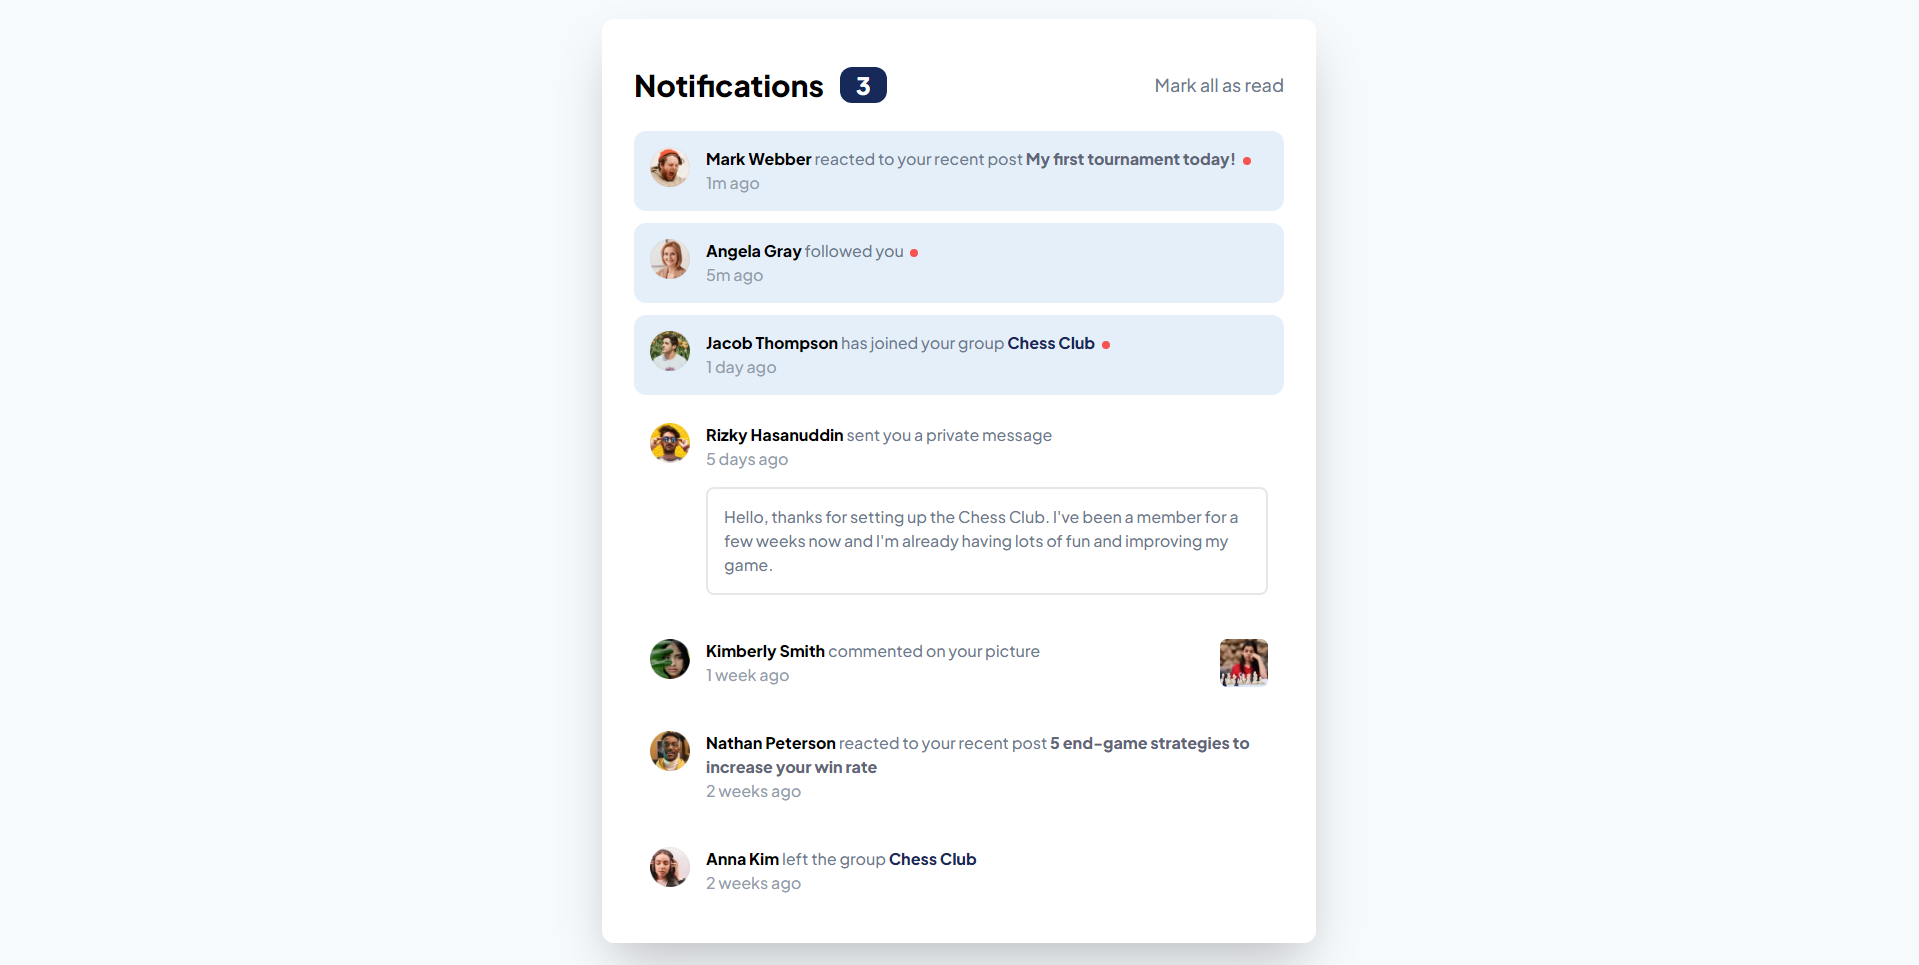 Notifications 3 Mark all as read
Mark Webber reacted to your recent post My first tournament today!
1m ago
Angela Gray followed you
5m ago
Jacob Thompson has joined your group Chess Club
1 day ago
Rizky Hasanuddin sent you a private message
5 days ago
Hello, thanks for setting up the Chess Club. I've been a member for a
few weeks now and I'm already having lots of fun and improving my
game.
Kimberly Smith commented on your picture
1 week ago
Nathan Peterson reacted to your recent post 5 end-game strategies to
increase your win rate
2 weeks ago
Anna Kim left the group Chess Club
2 weeks ago